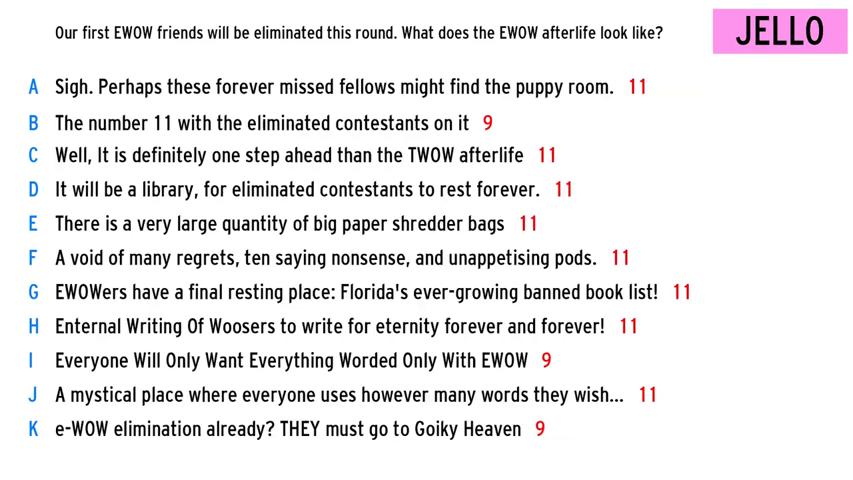 Our first EWOW friends will be eliminated this round. What does the EWOW afterlife look like?
JELLO
A Sigh. Perhaps these forever missed fellows might find the puppy room. 11
B The number 11 with the eliminated contestants on it 9
C Well, It is definitely one step ahead than the TWOW afterlife 11
D It will be a library, for eliminated contestants to rest forever. 11
E There is a very large quantity of big paper shredder bags 11
F A void of many regrets, ten saying nonsense, and unappetising pods. 11
G EWOWers have a final resting place: Florida's ever-growing banned book list! 11
H Enternal Writing Of Woosers to write for eternity forever and forever! 11
I Everyone Will Only Want Everything Worded Only With EWOW 9
J A mystical place where everyone uses however many words they wish... 11
K e-WOW elimination already? THEY must go to Goiky Heaven 9